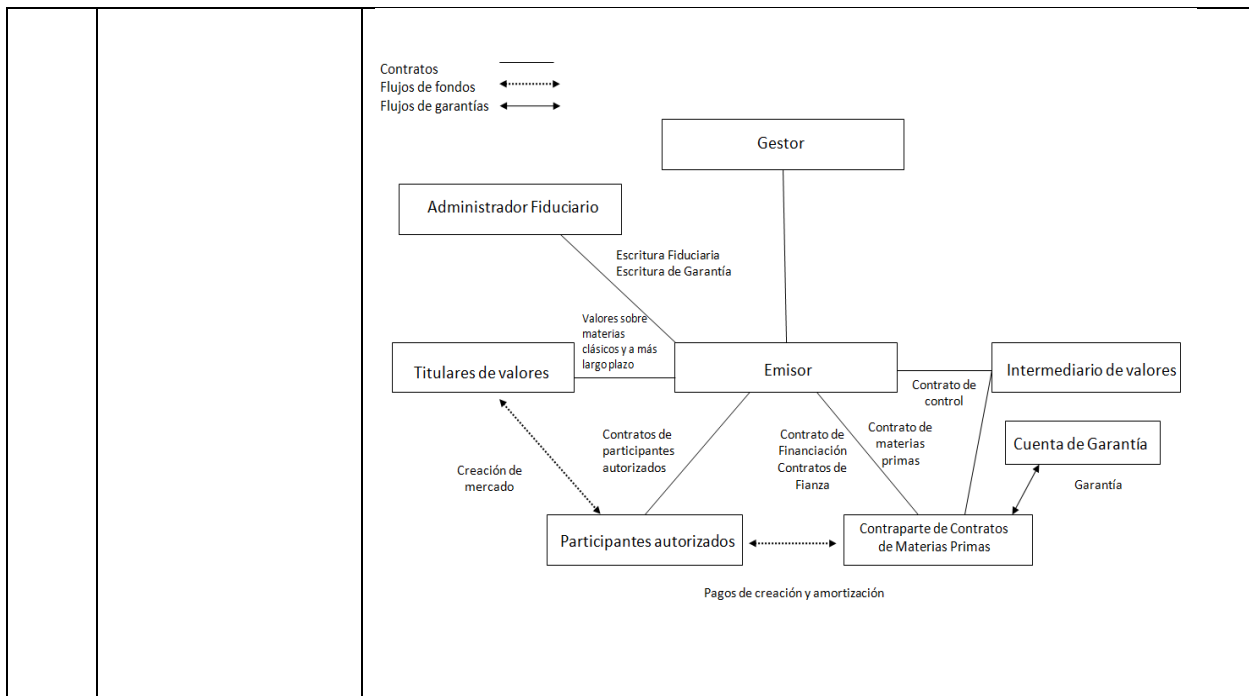 Contratos
Flujos de fondos
Flujos de garantías
Gestor
Administrador Fiduciario
Escritura Fiduciaria
Escritura de Garantía
Valores sobre
materias
clásicos y a más
largo plazo
Titulares de valores
Emisor
Intermediario de valores
Contrato de
control
Contratos de
participantes
autorizados
Contrato de
Financiación
Contratos de
Fianza
Contrato de
materias
primas
Cuenta de Garantía
Creación de
mercado
Garantía
Participantes autorizados
Contraparte de Contratos
de Materias Primas
Pagos de creación y amortización